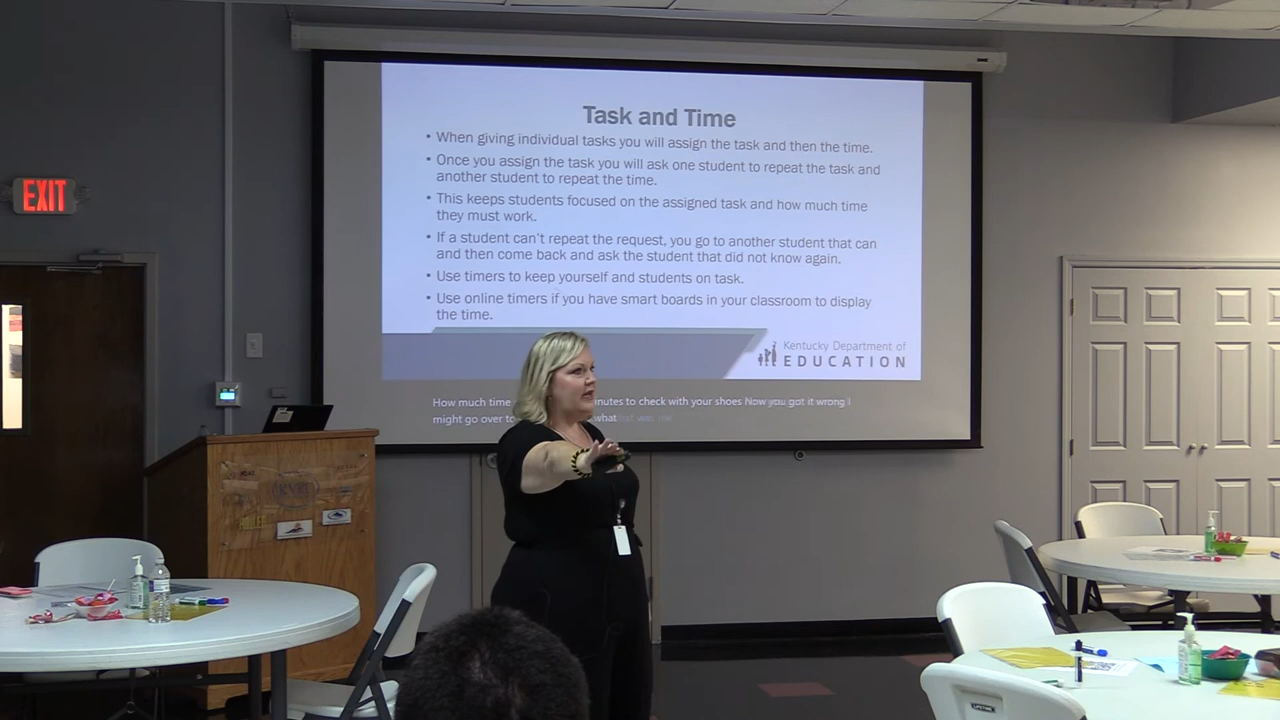 Task and Time
• When giving individual tasks you will assign the task and then the time.
• Once you assign the task you will ask one student to repeat the task and
another student to repeat the time.
• This keeps students focused on the assigned task and how much time
they must work.
• If a student can't repeat the request, you go to another student that can
and then come back and ask the student that did not know again.
• Use timers to keep yourself and students on task.
• Use online timers if you have smart boards in your classroom to display
the time.
Kentucky Department of
EDUCATION
How much time to check with your shoes Now you got it wrong I
might go over what that was
EXIT